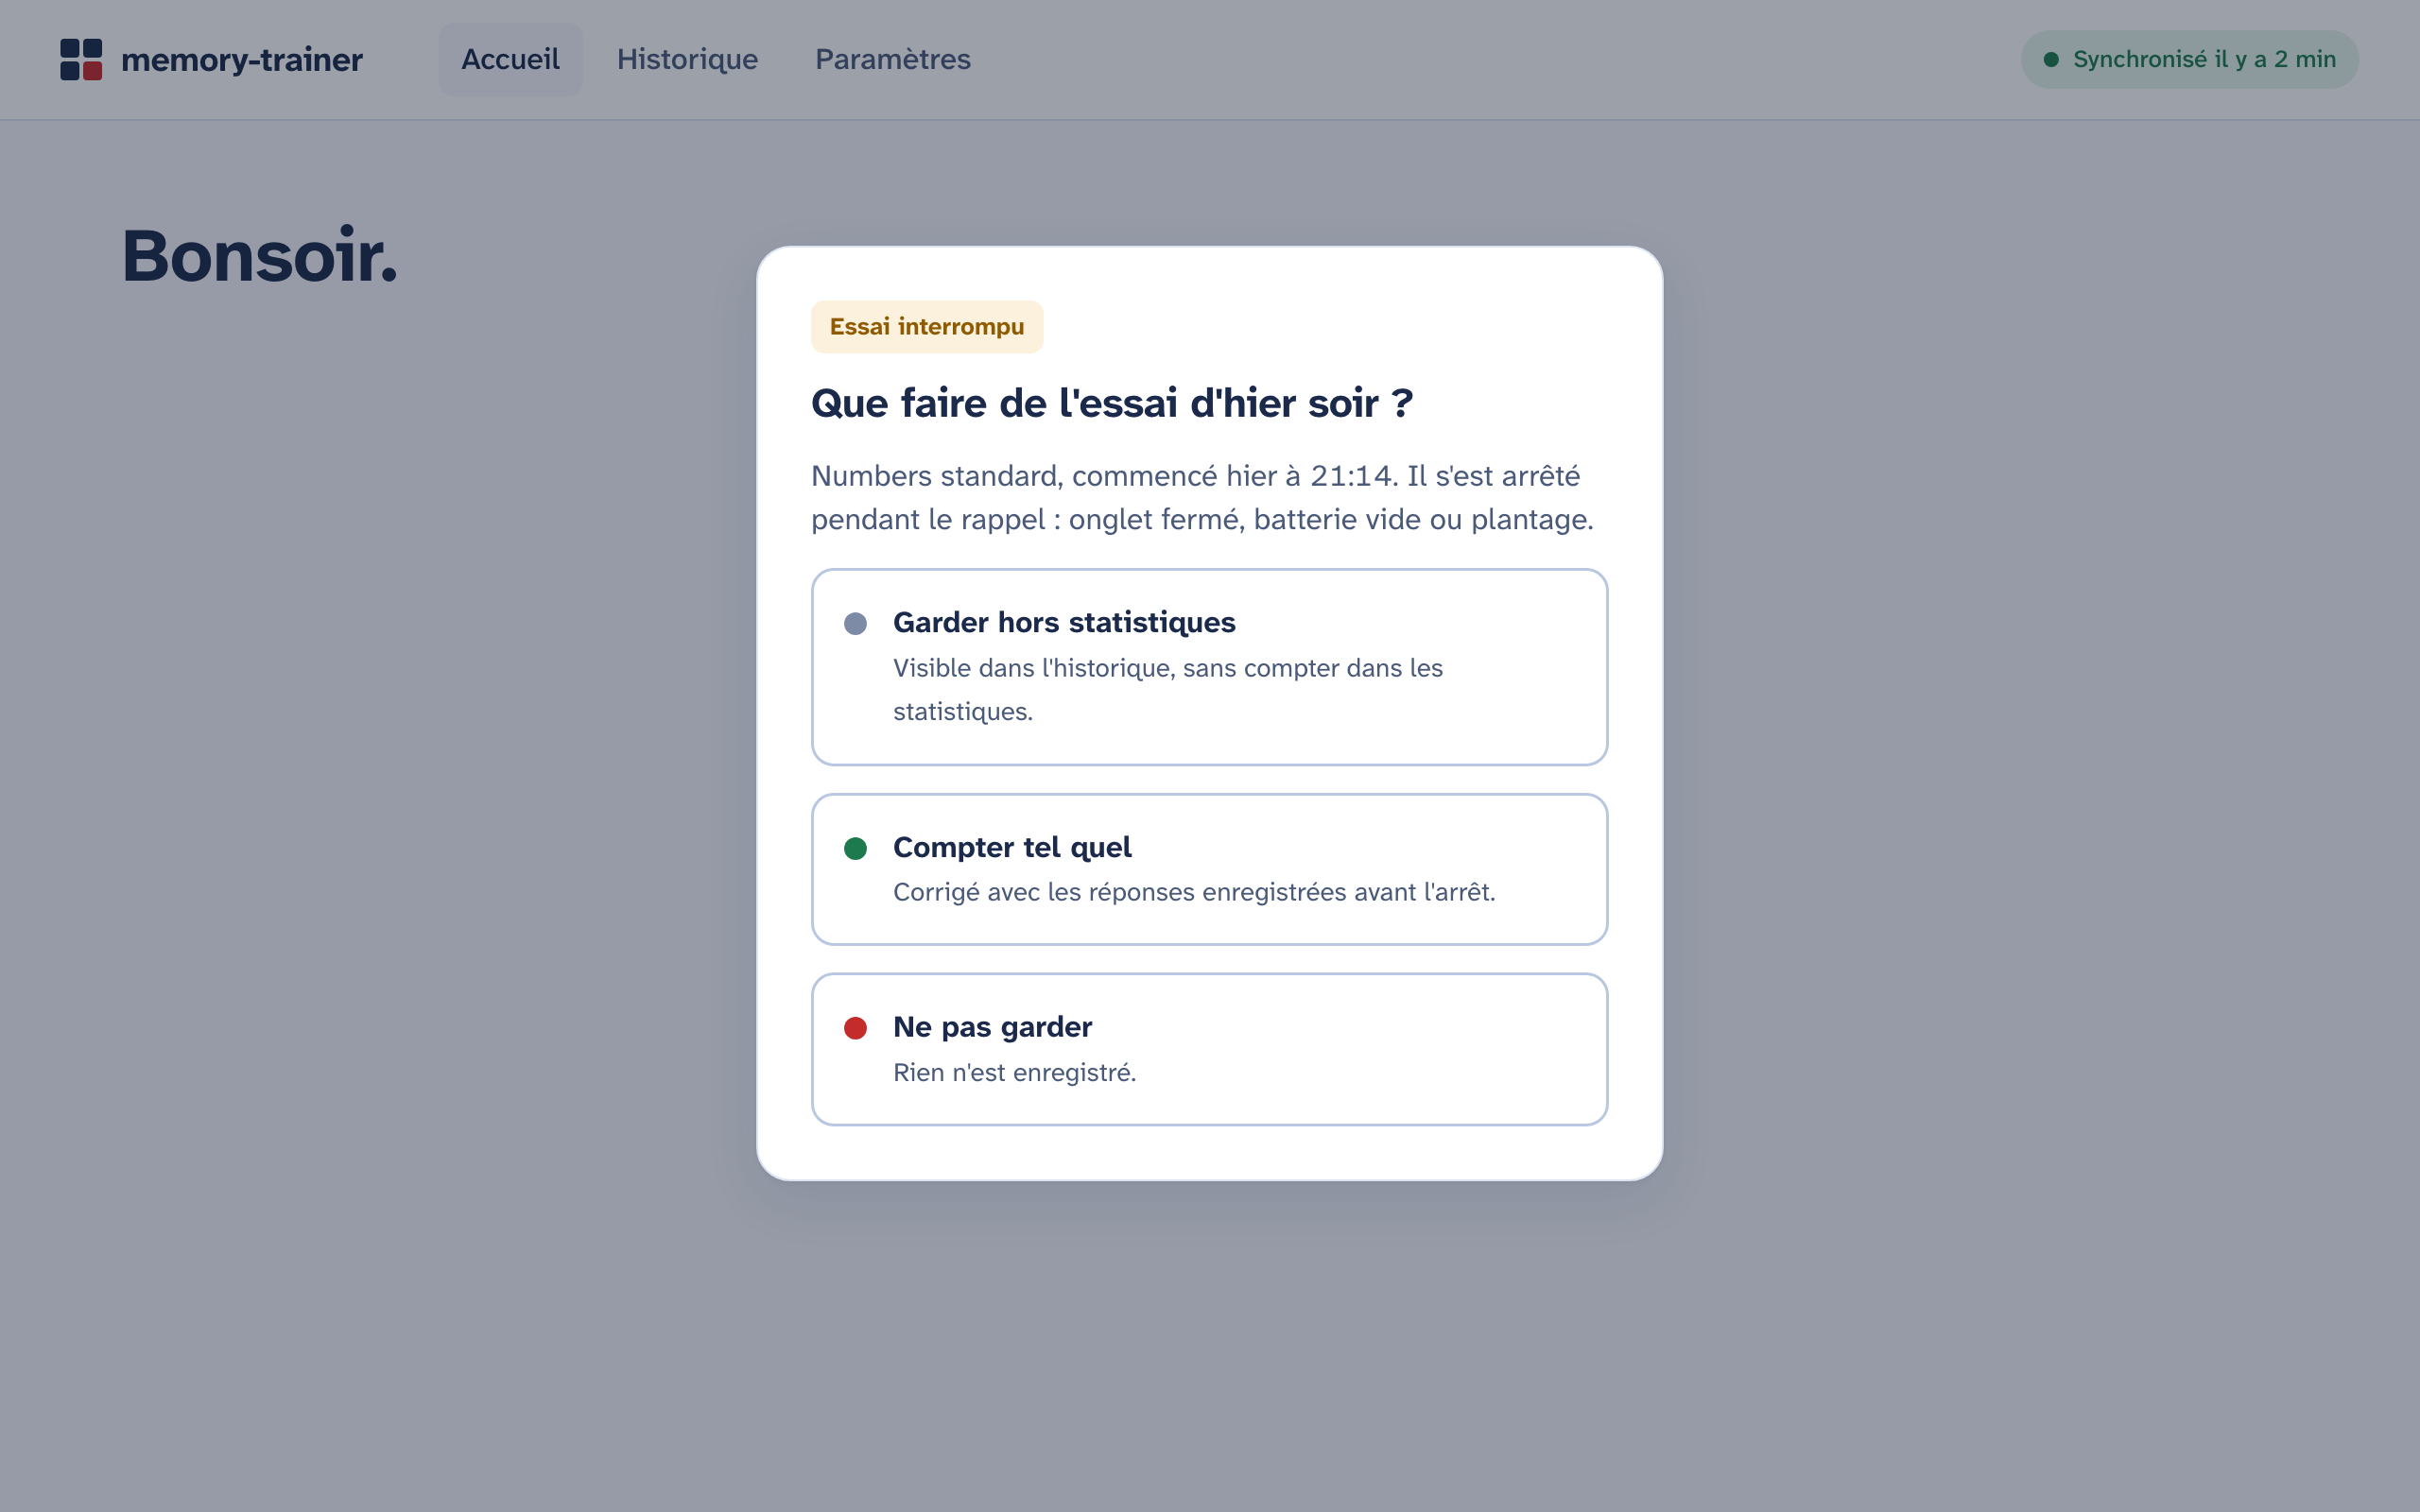 memory-trainer
Accueil
Historique
Paramètres
Synchronisé il y a 2 min
Bonsoir.
Essai interrompu
Que faire de l'essai d'hier soir ?
Numbers standard, commencé hier à 21:14. Il s'est arrêté
pendant le rappel : onglet fermé, batterie vide ou plantage.
Garder hors statistiques
Visible dans l'historique, sans compter dans les
statistiques.
Compter tel quel
Corrigé avec les réponses enregistrées avant l'arrêt.
Ne pas garder
Rien n'est enregistré.